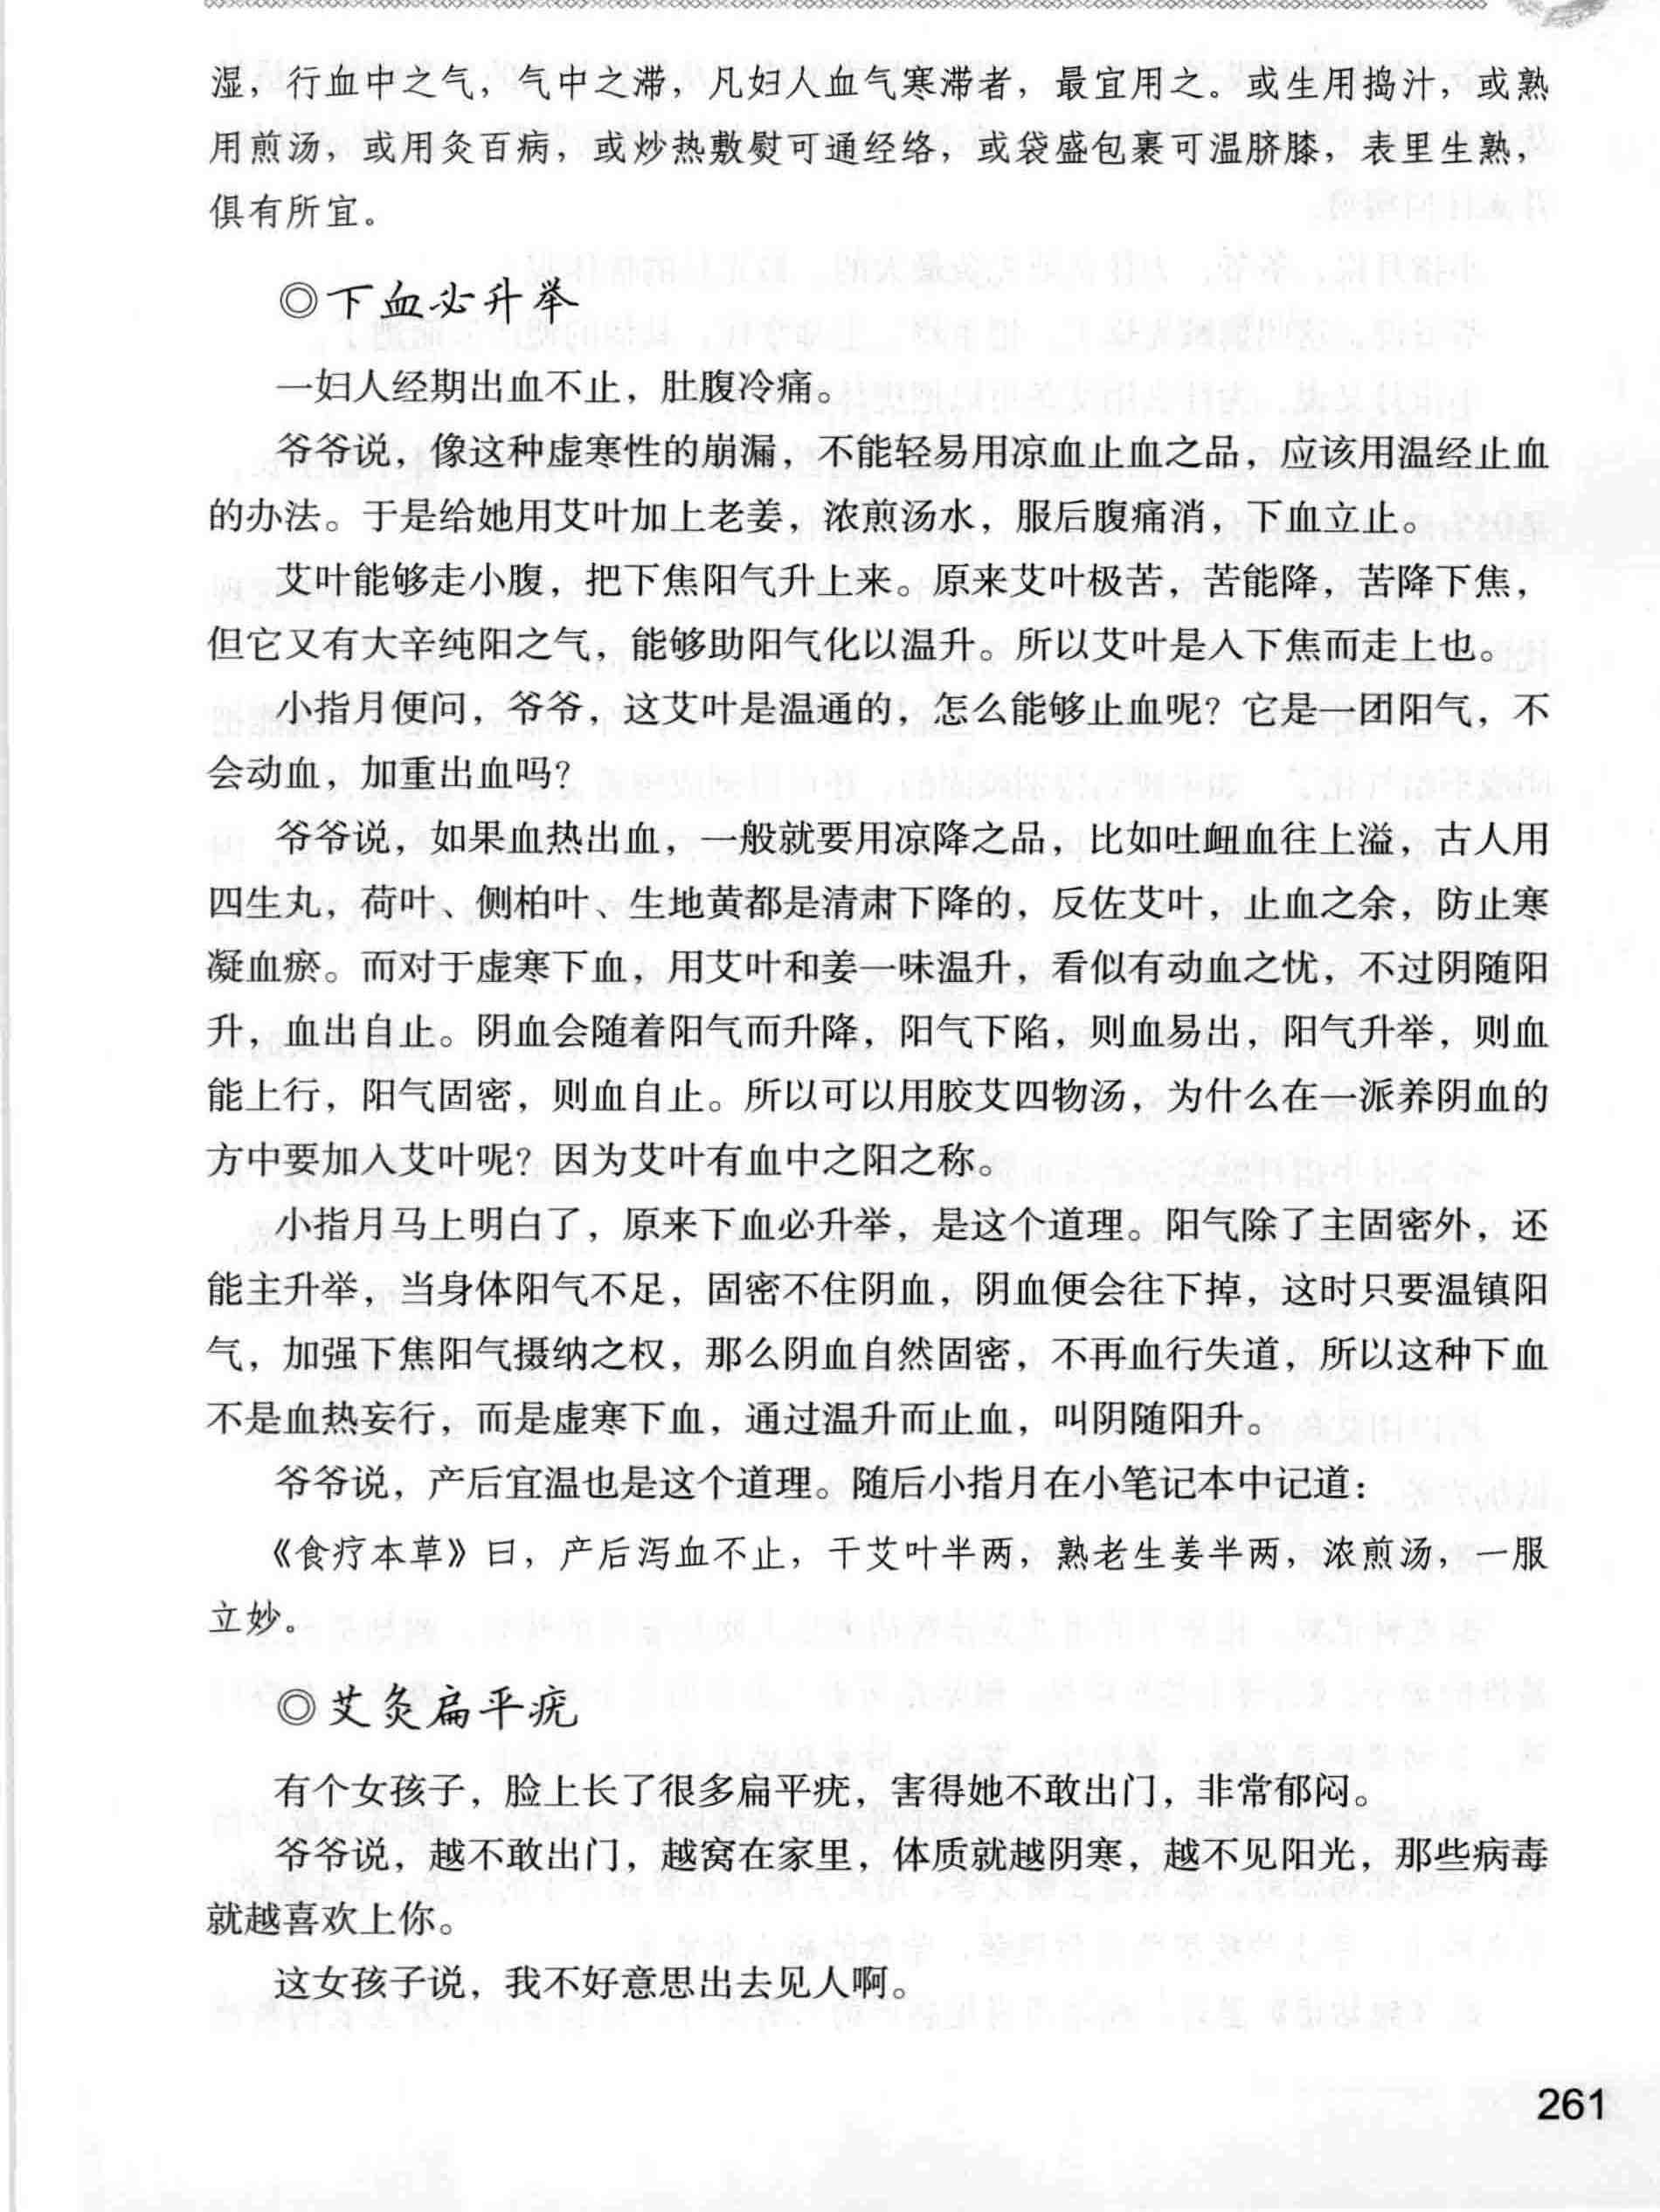 湿，行血中之气，气中之滞，凡妇人血气寒滞者，最宜用之。或生用捣汁，或熟
用煎汤，或用灸百病，或炒热敷熨可通经络，或袋盛包裹可温脐膝，表里生熟，
俱有所宜。
◎下血必升举
一妇人经期出血不止，肚腹冷痛。
爷爷说，像这种虚寒性的崩漏，不能轻易用凉血止血之品，应该用温经止血
的办法。于是给她用艾叶加上老姜，浓煎汤水，服后腹痛消，下血立止。
艾叶能够走小腹，把下焦阳气升上来。原来艾叶极苦，苦能降，苦降下焦，
但它又有大辛纯阳之气，能够助阳气化以温升。所以艾叶是入下焦而走上也。
小指月便问，爷爷，这艾叶是温通的，怎么能够止血呢？它是一团阳气，不
会动血，加重出血吗？
爷爷说，如果血热出血，一般就要用凉降之品，比如吐衄血往上溢，古人用
四生丸，荷叶、侧柏叶、生地黄都是清肃下降的，反佐艾叶，止血之余，防止寒
凝血瘀。而对于虚寒下血，用艾叶和姜一味温升，看似有动血之忧，不过阴随阳
升，血出自止。阴血会随着阳气而升降，阳气下陷，则血易出，阳气升举，则血
能上行，阳气固密，则血自止。所以可以用胶艾四物汤，为什么在一派养阴血的
方中要加入艾叶呢？因为艾叶有血中之阳之称。
小指月马上明白了，原来下血必升举，是这个道理。阳气除了主固密外，还
能主升举，当身体阳气不足，固密不住阴血，阴血便会往下掉，这时只要温镇阳
气，加强下焦阳气摄纳之权，那么阴血自然固密，不再血行失道，所以这种下血
不是血热妄行，而是虚寒下血，通过温升而止血，叫阴随阳升。
爷爷说，产后宜温也是这个道理。随后小指月在小笔记本中记道：
《食疗本草》曰，产后泻血不止，干艾叶半两，熟老生姜半两，浓煎汤，一服
立妙。
◎艾灸扁平疣
有个女孩子，脸上长了很多扁平疣，害得她不敢出门，非常郁闷。
爷爷说，越不敢出门，越窝在家里，体质就越阴寒，越不见阳光，那些病毒
就越喜欢上你。
这女孩子说，我不好意思出去见人啊。
261